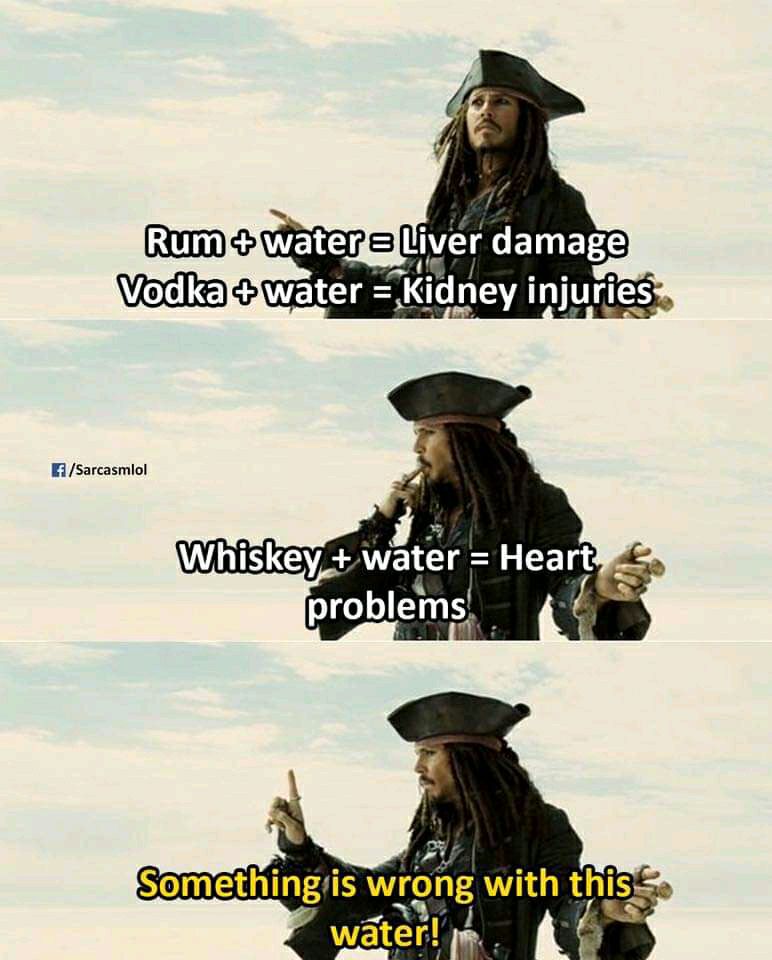 Rum + water = Liver damage
Vodka + water = Kidney injuries
/Sarcasmlol
Whiskey + water = Heart
problems
Something is wrong with this
water!